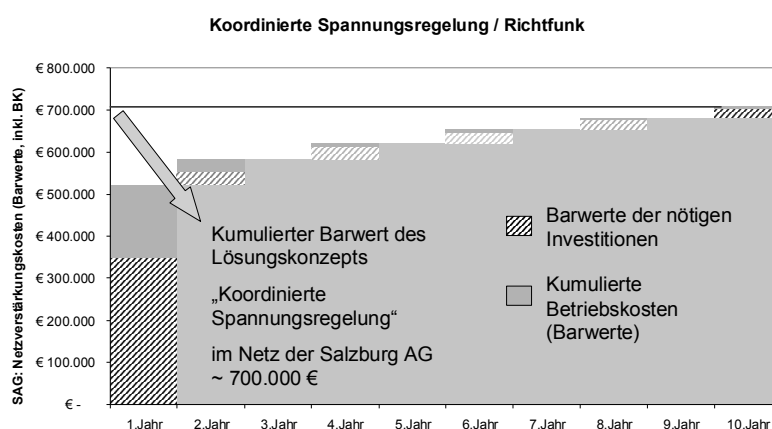 Koordinierte Spannungsregelung / Richtfunk
SAG: Netzverstärkungskosten (Barwerte, inkl. BK)
€ 800.000
€ 700.000
€ 600.000
€ 500.000
€ 400.000
€ 300.000
€ 200.000
€ 100.000
€ -
Kumulierter Barwert des
Lösungskonzepts
„Koordinierte
Spannungsregelung“
im Netz der Salzburg AG
~ 700.000 €
Barwerte der nötigen
Investitionen
Kumulierte
Betriebskosten
(Barwerte)
1.Jahr 2.Jahr 3.Jahr 4.Jahr 5.Jahr 6.Jahr 7.Jahr 8.Jahr 9.Jahr 10.Jahr